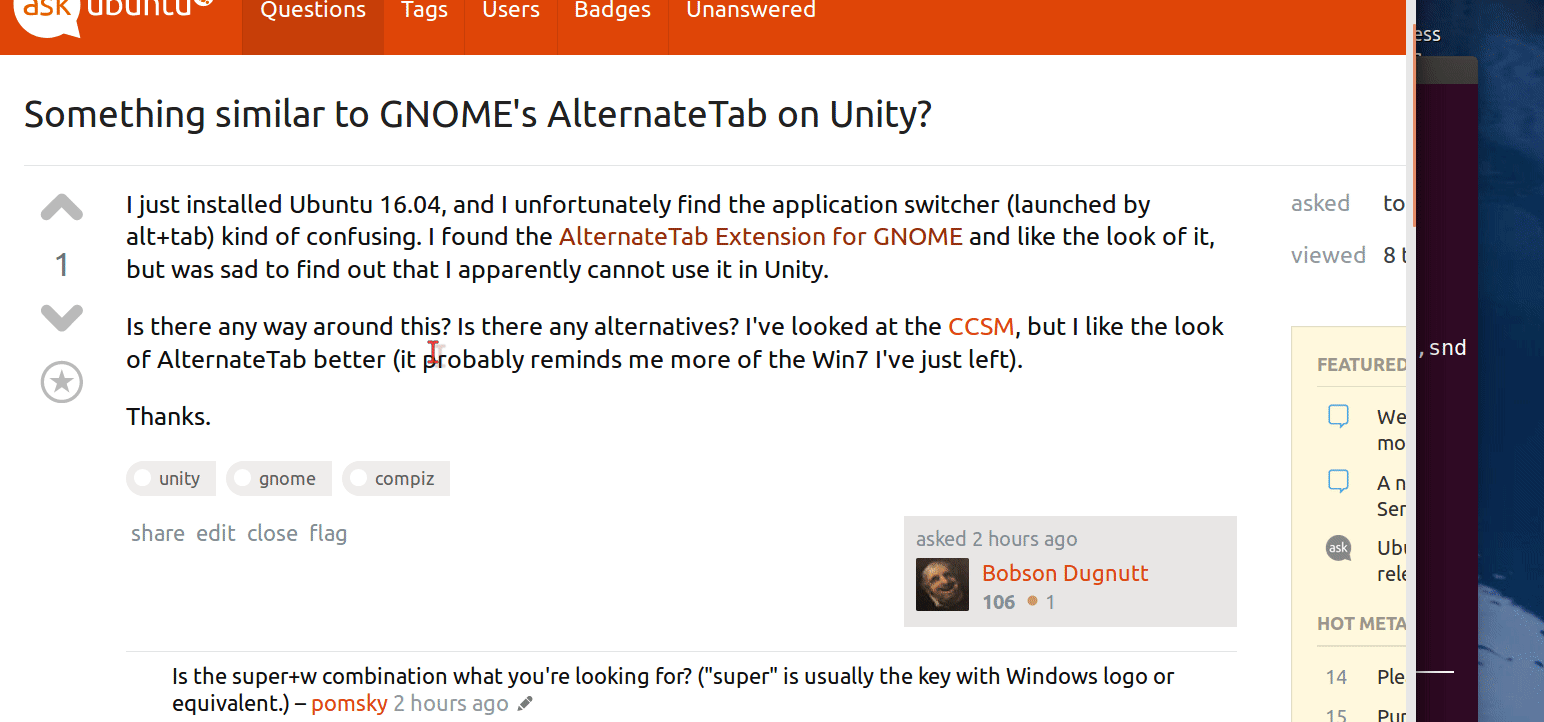 ask ubuntu
Questions Tags Users Badges Unanswered
ess
Something similar to GNOME's AlternateTab on Unity?
I just installed Ubuntu 16.04, and I unfortunately find the application switcher (launched by
alt+tab) kind of confusing. I found the AlternateTab Extension for GNOME and like the look of it,
but was sad to find out that I apparently cannot use it in Unity.
1
Is there any way around this? Is there any alternatives? I've looked at the CCSM, but I like the look
of AlternateTab better (it probably reminds me more of the Win7 I've just left).
Thanks.
unity gnome compiz
share edit close flag
asked 2 hours ago
Bobson Dugnutt
106 1
Is the super+w combination what you're looking for? ("super" is usually the key with Windows logo or
equivalent.) – pomsky 2 hours ago
asked to
viewed 8 t
FEATURED
We
mo
A n
Ser
ask Ubu
rele
HOT META
14 Ple
15 Pur
, snd